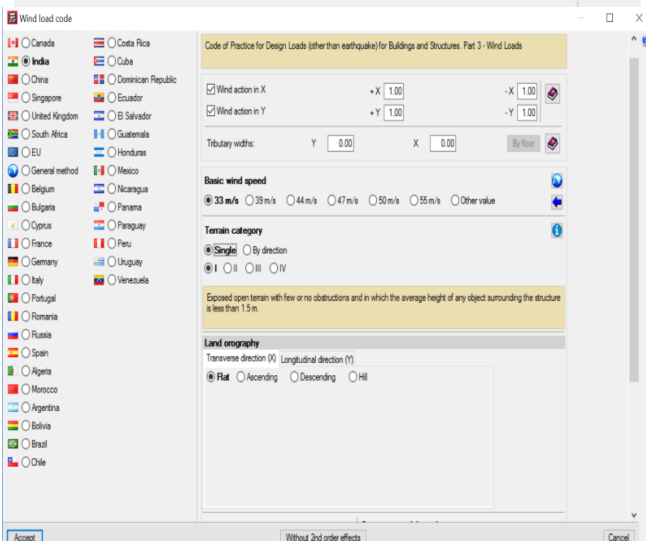 Wind load code
Canada
India
China
Singapore
United Kingdom
South Africa
EU
General method
Belgium
Bulgaria
Cyprus
France
Germany
Italy
Portugal
Romania
Russia
Spain
Algeria
Morocco
Argentina
Bolivia
Brazil
Chile
Costa Rica
Cuba
Dominican Republic
Ecuador
El Salvador
Guatemala
Honduras
Mexico
Nicaragua
Panama
Paraguay
Peru
Uruguay
Venezuela
Code of Practice for Design Loads (other than earthquake) for Buildings and Structures. Part 3 - Wind Loads
Wind action in X +X 1.00 -X 1.00
Wind action in Y +Y 1.00 -Y 1.00
Tributary widths: Y 0.00 X 0.00 By floor
Basic wind speed
33 m/s 39 m/s 44 m/s 47 m/s 50 m/s 55 m/s Other value
Terrain category
Single By direction
I II III IV
Exposed open terrain with few or no obstructions and in which the average height of any object surrounding the structure
is less than 1.5 m.
Land orography
Transverse direction (X) Longitudinal direction (Y)
Flat Ascending Descending Hill
Accept Without 2nd order effects Cancel